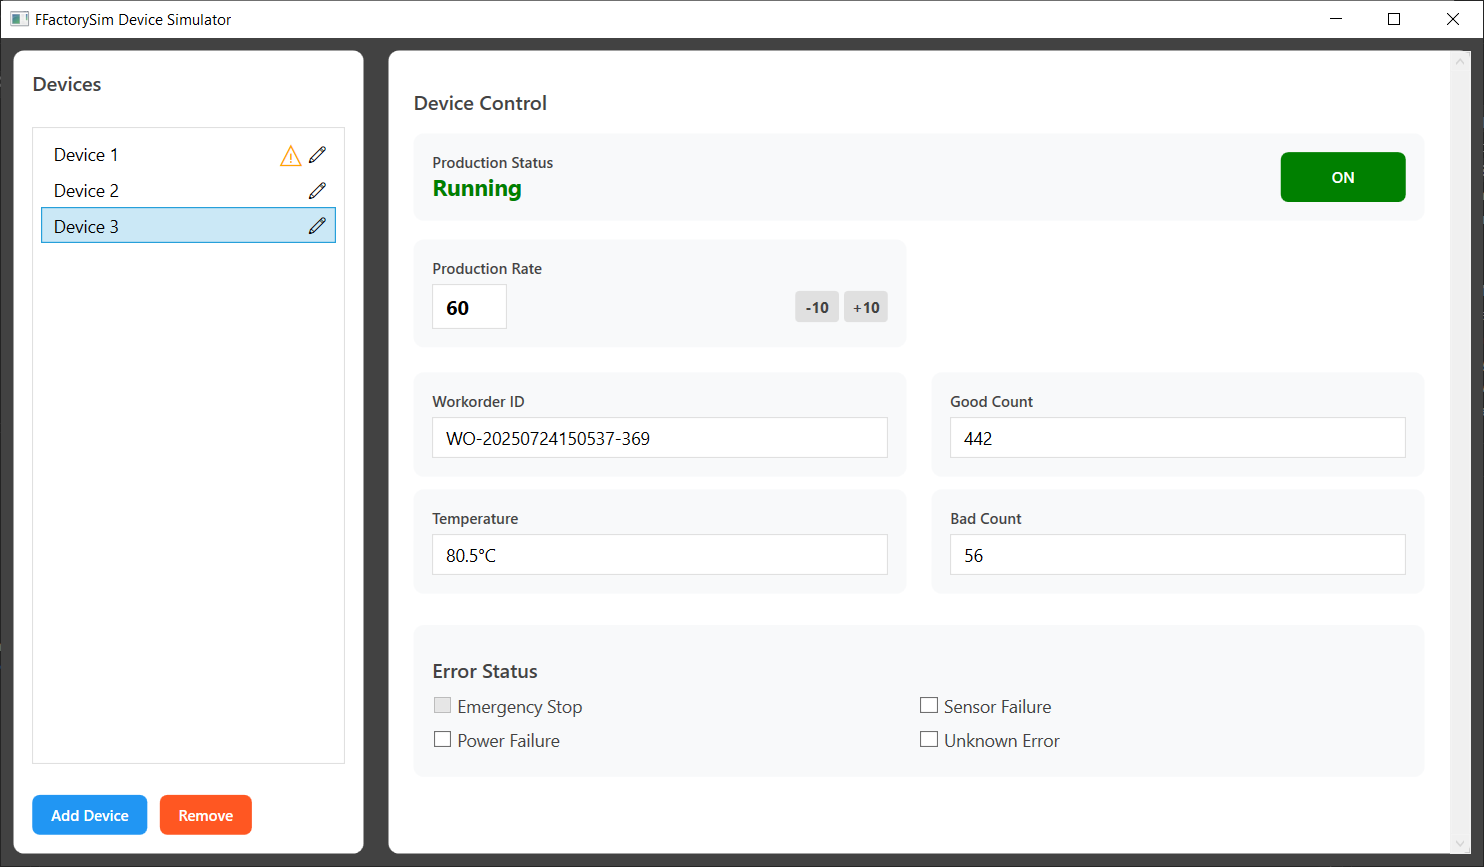 FFactorySim Device Simulator
Devices
Device 1
Device 2
Device 3
Add Device
Remove
Device Control
Production Status
Running
ON
Production Rate
60
-10
+10
Workorder ID
WO-20250724150537-369
Good Count
442
Temperature
80.5°C
Bad Count
56
Error Status
Emergency Stop
Sensor Failure
Power Failure
Unknown Error